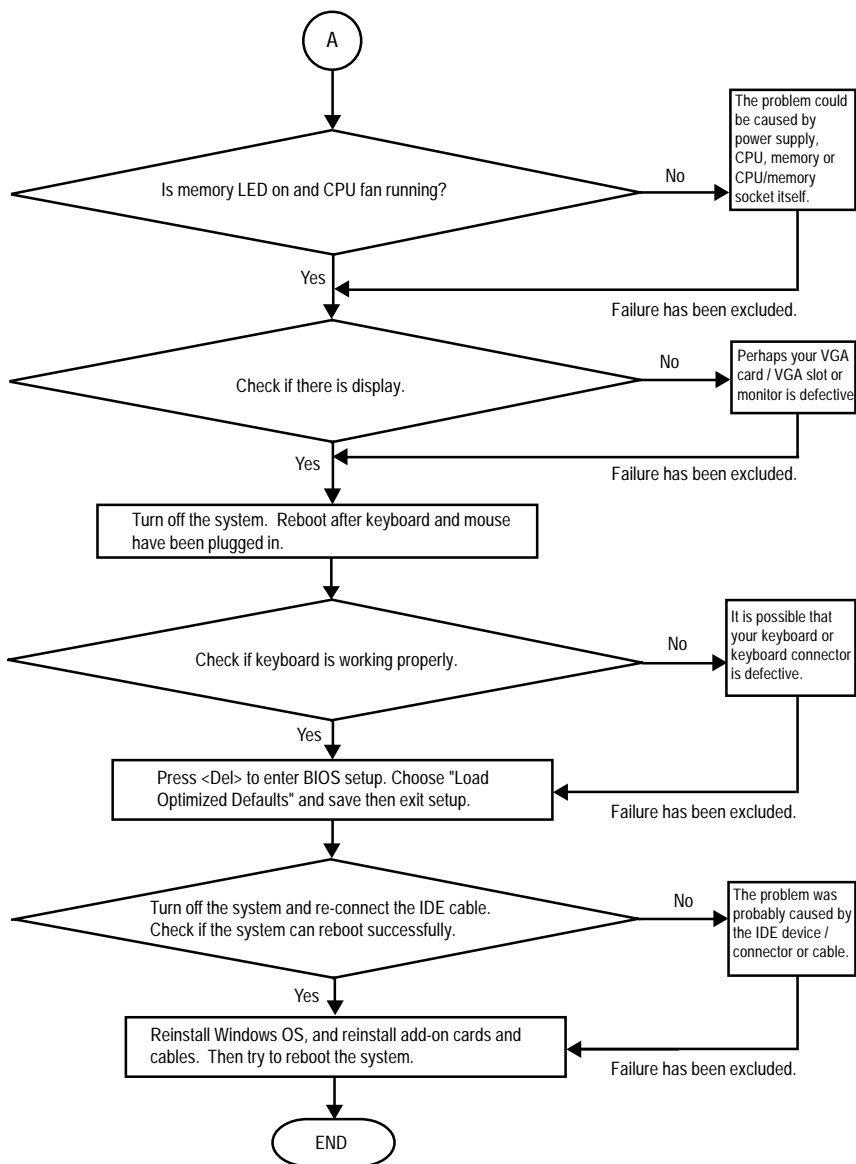 A
Is memory LED on and CPU fan running?
No
The problem could
be caused by
power supply,
CPU, memory or
CPU/memory
socket itself.
Yes
Failure has been excluded.
Check if there is display.
No
Perhaps your VGA
card / VGA slot or
monitor is defective
Yes
Failure has been excluded.
Turn off the system. Reboot after keyboard and mouse
have been plugged in.
Check if keyboard is working properly.
No
It is possible that
your keyboard or
keyboard connector
is defective.
Yes
Press <Del> to enter BIOS setup. Choose "Load
Optimized Defaults" and save then exit setup.
Failure has been excluded.
Turn off the system and re-connect the IDE cable.
Check if the system can reboot successfully.
No
The problem was
probably caused by
the IDE device /
connector or cable.
Yes
Reinstall Windows OS, and reinstall add-on cards and
cables. Then try to reboot the system.
Failure has been excluded.
END